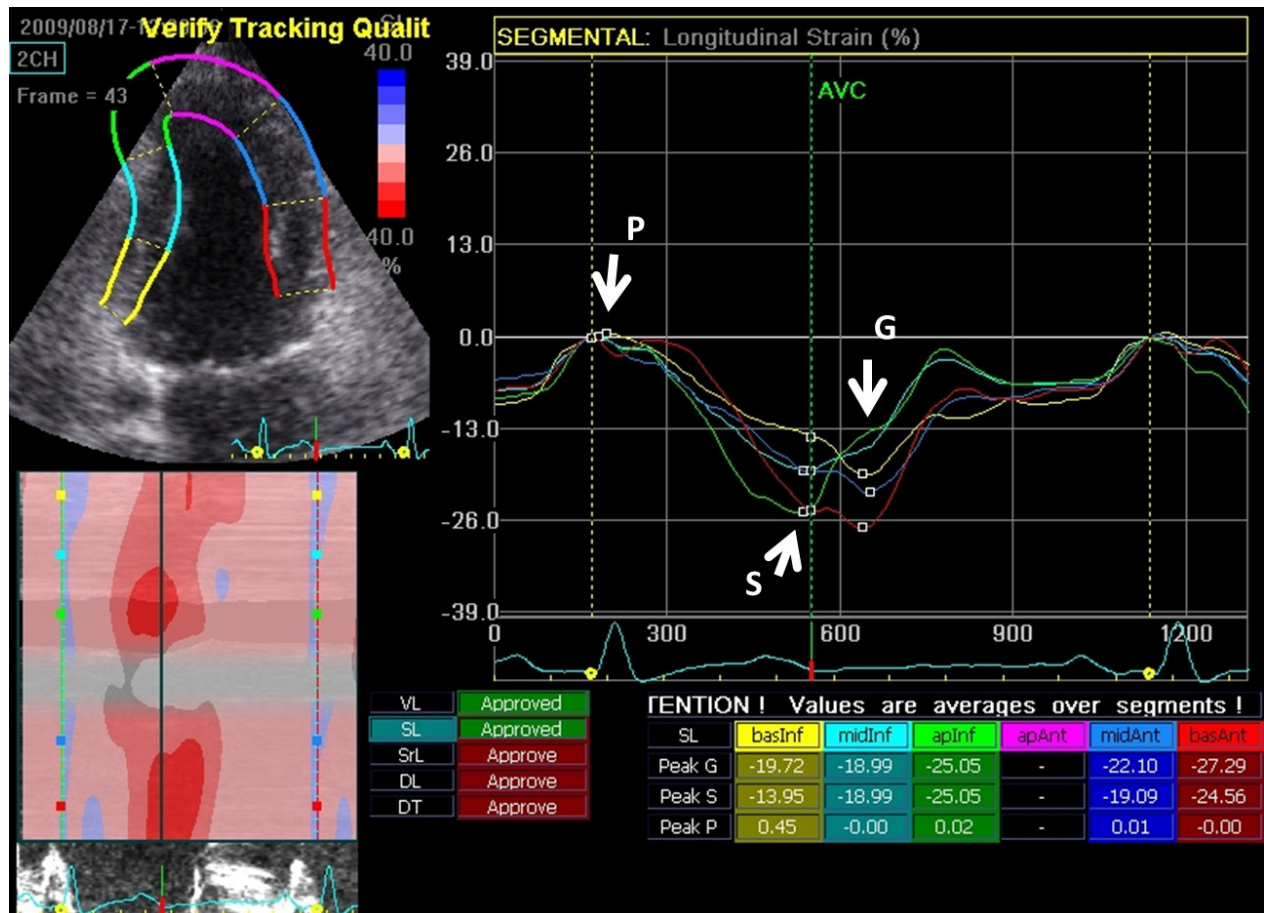 2009/08/17-1
Verify Tracking Qualit
SL
2CH
40.0
Frame = 43
40.0
%
SEGMENTAL: Longitudinal Strain (%)
39.0
AVC
26.0
13.0
P
0.0
G
-13.0
-26.0
S
-39.0
0 300 600 900 1200
VL Approved
SL Approved
SrL Approve
DL Approve
DT Approve
TENTION ! Values are averages over segments !
SL basInf midInf apInf apAnt midAnt basAnt
Peak G -19.72 -18.99 -25.05 - -22.10 -27.29
Peak S -13.95 -18.99 -25.05 - -19.09 -24.56
Peak P 0.45 -0.00 0.02 - 0.01 -0.00